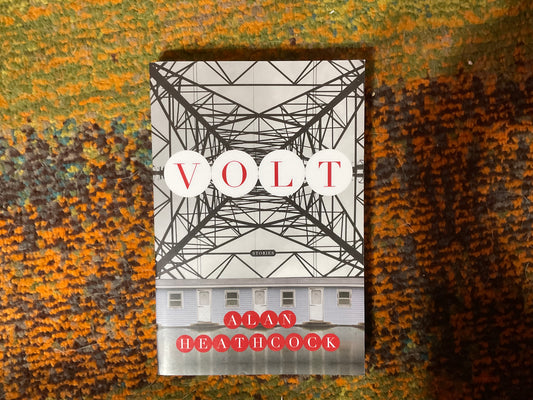 VOLT
STORIES
ALAN
HEATHCOCK